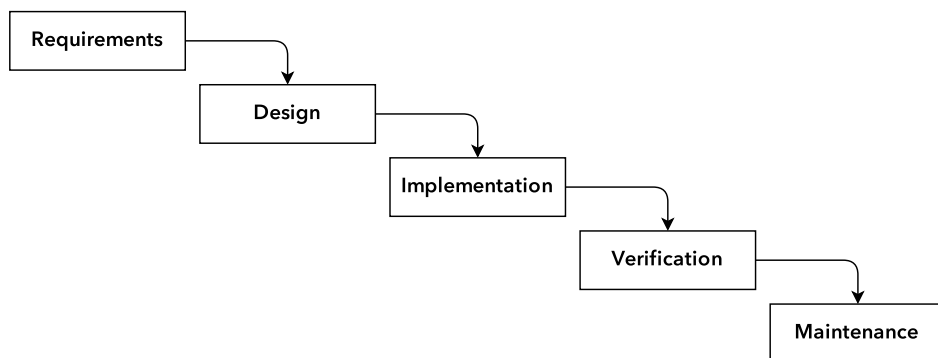 Requirements
Design
Implementation
Verification
Maintenance